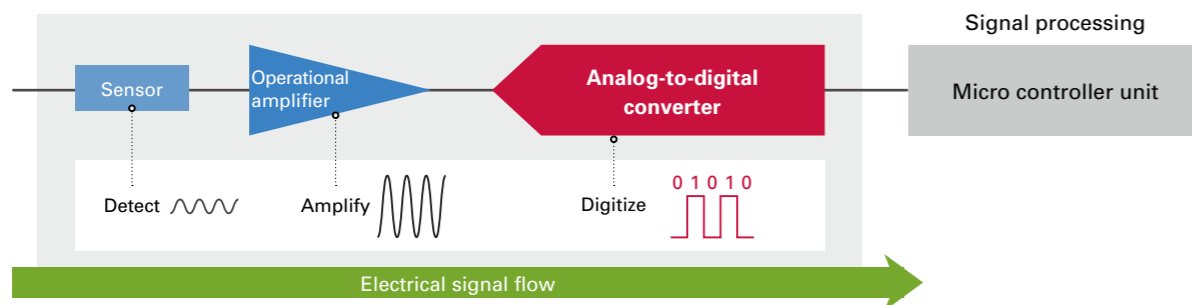 Signal processing
Sensor
Operational
amplifier
Analog-to-digital
converter
Micro controller unit
Detect
Amplify
Digitize
0 1 0 1 0
Electrical signal flow